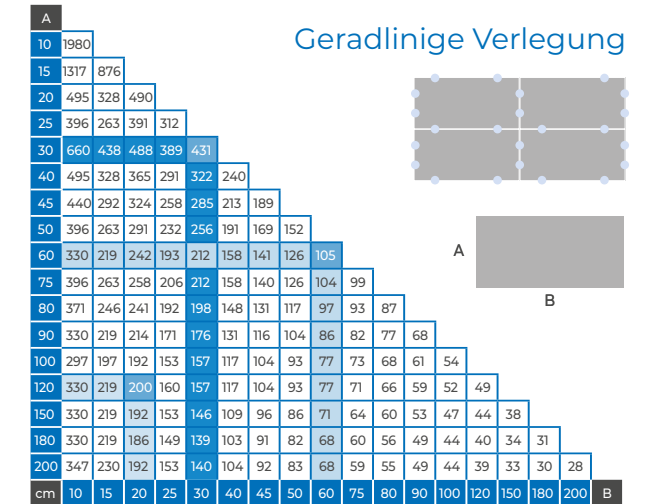 Geradlinige Verlegung
A
10 1980
15 1317 876
20 495 328 490
25 396 263 391 312
30 660 438 488 389 431
40 495 328 365 291 322 240
45 440 292 324 258 285 213 189
50 396 263 291 232 256 191 169 152
60 330 219 242 193 212 158 141 126 105
75 396 263 258 206 212 158 140 126 104 99
80 371 246 241 192 198 148 131 117 97 93 87
90 330 219 214 171 176 131 116 104 86 82 77 68
100 297 197 192 153 157 117 104 93 77 73 68 61 54
120 330 219 200 160 157 117 104 93 77 71 66 59 52 49
150 330 219 192 153 146 109 96 86 71 64 60 53 47 44 38
180 330 219 186 149 139 103 91 82 68 60 56 49 44 40 34 31
200 347 230 192 153 140 104 92 83 68 59 55 49 44 39 33 30 28
cm 10 15 20 25 30 40 45 50 60 75 80 90 100 120 150 180 200 B
A
B